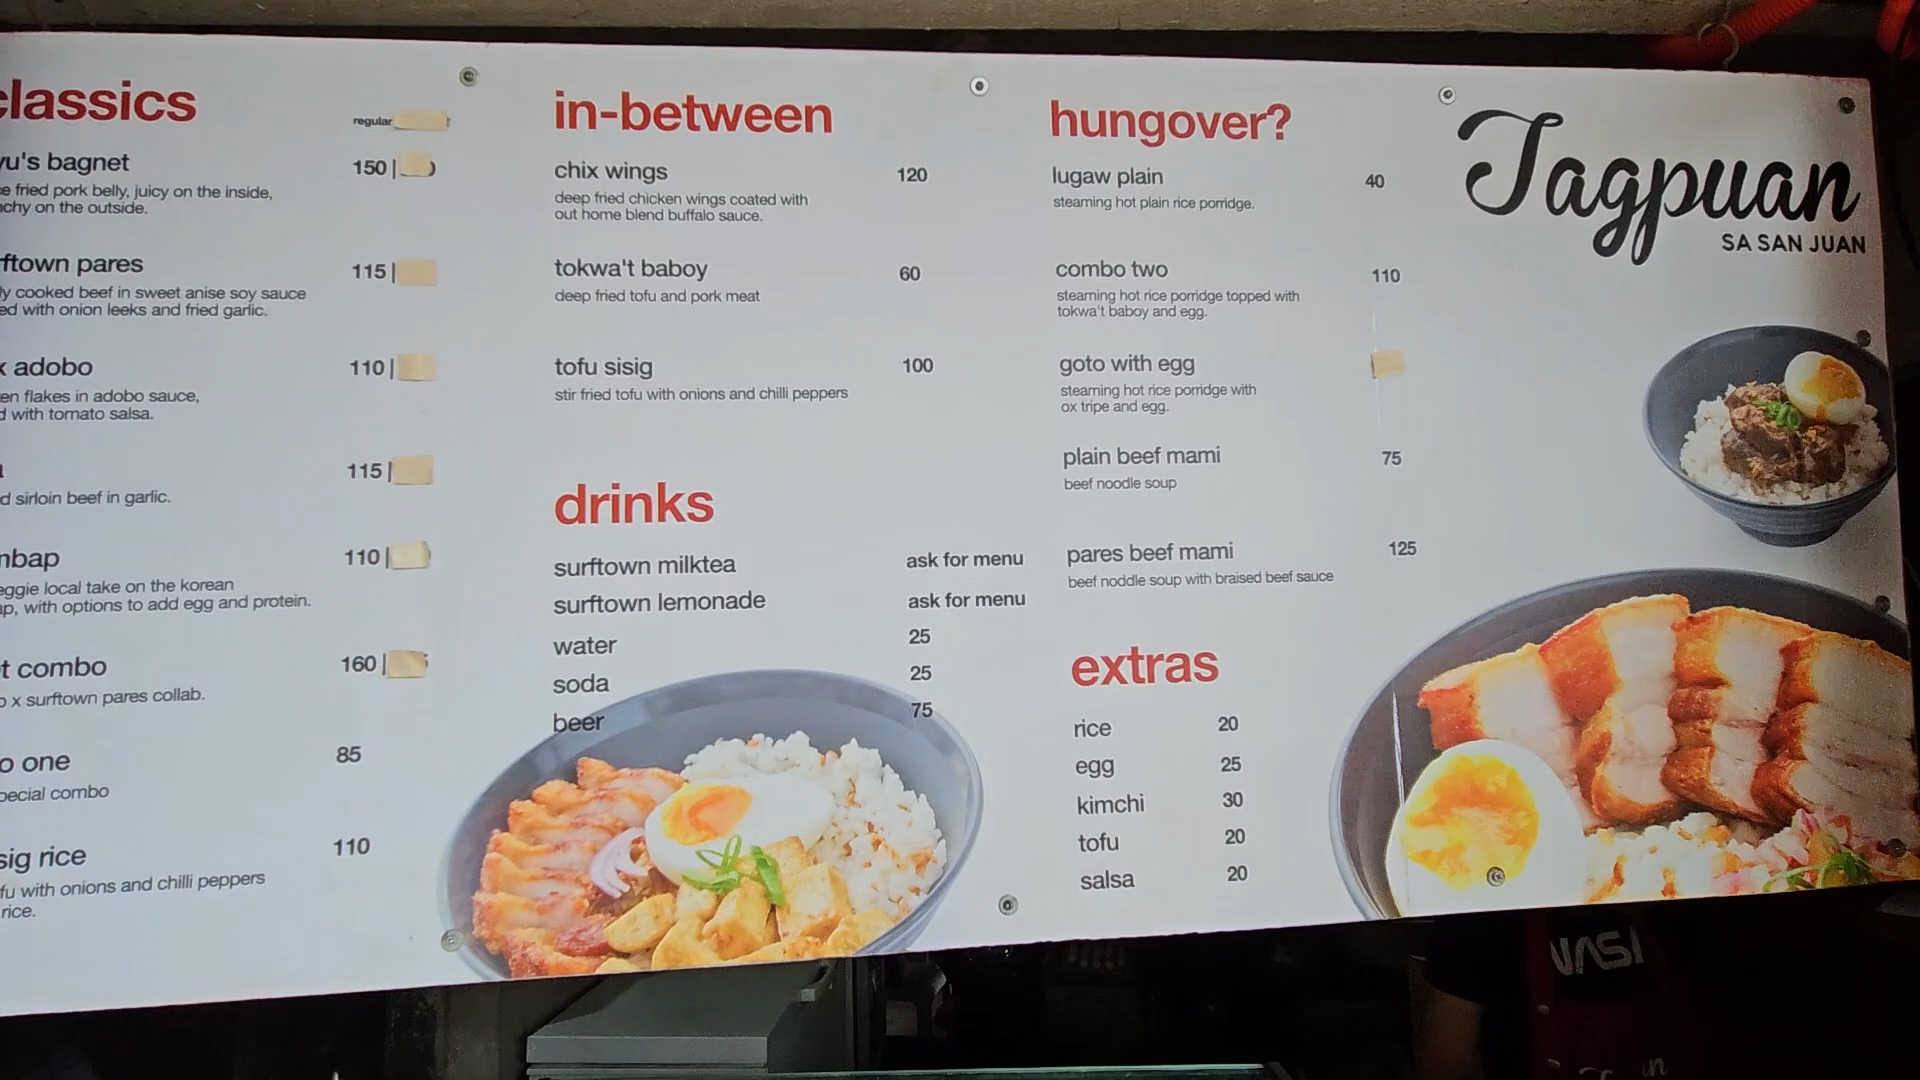 classics
regular
yu's bagnet 150 |
e fried pork belly, juicy on the inside,
nchy on the outside.
rftown pares 115 |
ly cooked beef in sweet anise soy sauce
ed with onion leeks and fried garlic.
x adobo 110 |
en flakes in adobo sauce,
d with tomato salsa.
115 |
d sirloin beef in garlic.
mbap 110 |
eggie local take on the korean
ap, with options to add egg and protein.
t combo 160 |
o x surftown pares collab.
o one 85
pecial combo
sig rice 110
fu with onions and chilli peppers
rice.
in-between
chix wings 120
deep fried chicken wings coated with
out home blend buffalo sauce.
tokwa't baboy 60
deep fried tofu and pork meat
tofu sisig 100
stir fried tofu with onions and chilli peppers
drinks
surftown milktea ask for menu
surftown lemonade ask for menu
water 25
soda 25
beer 75
hungover?
lugaw plain 40
steaming hot plain rice porridge.
combo two 110
steaming hot rice porridge topped with
tokwa't baboy and egg.
goto with egg
steaming hot rice porridge with
ox tripe and egg.
plain beef mami 75
beef noodle soup
pares beef mami 125
beef noddle soup with braised beef sauce
extras
rice 20
egg 25
kimchi 30
tofu 20
salsa 20
Tagpuan
SA SAN JUAN